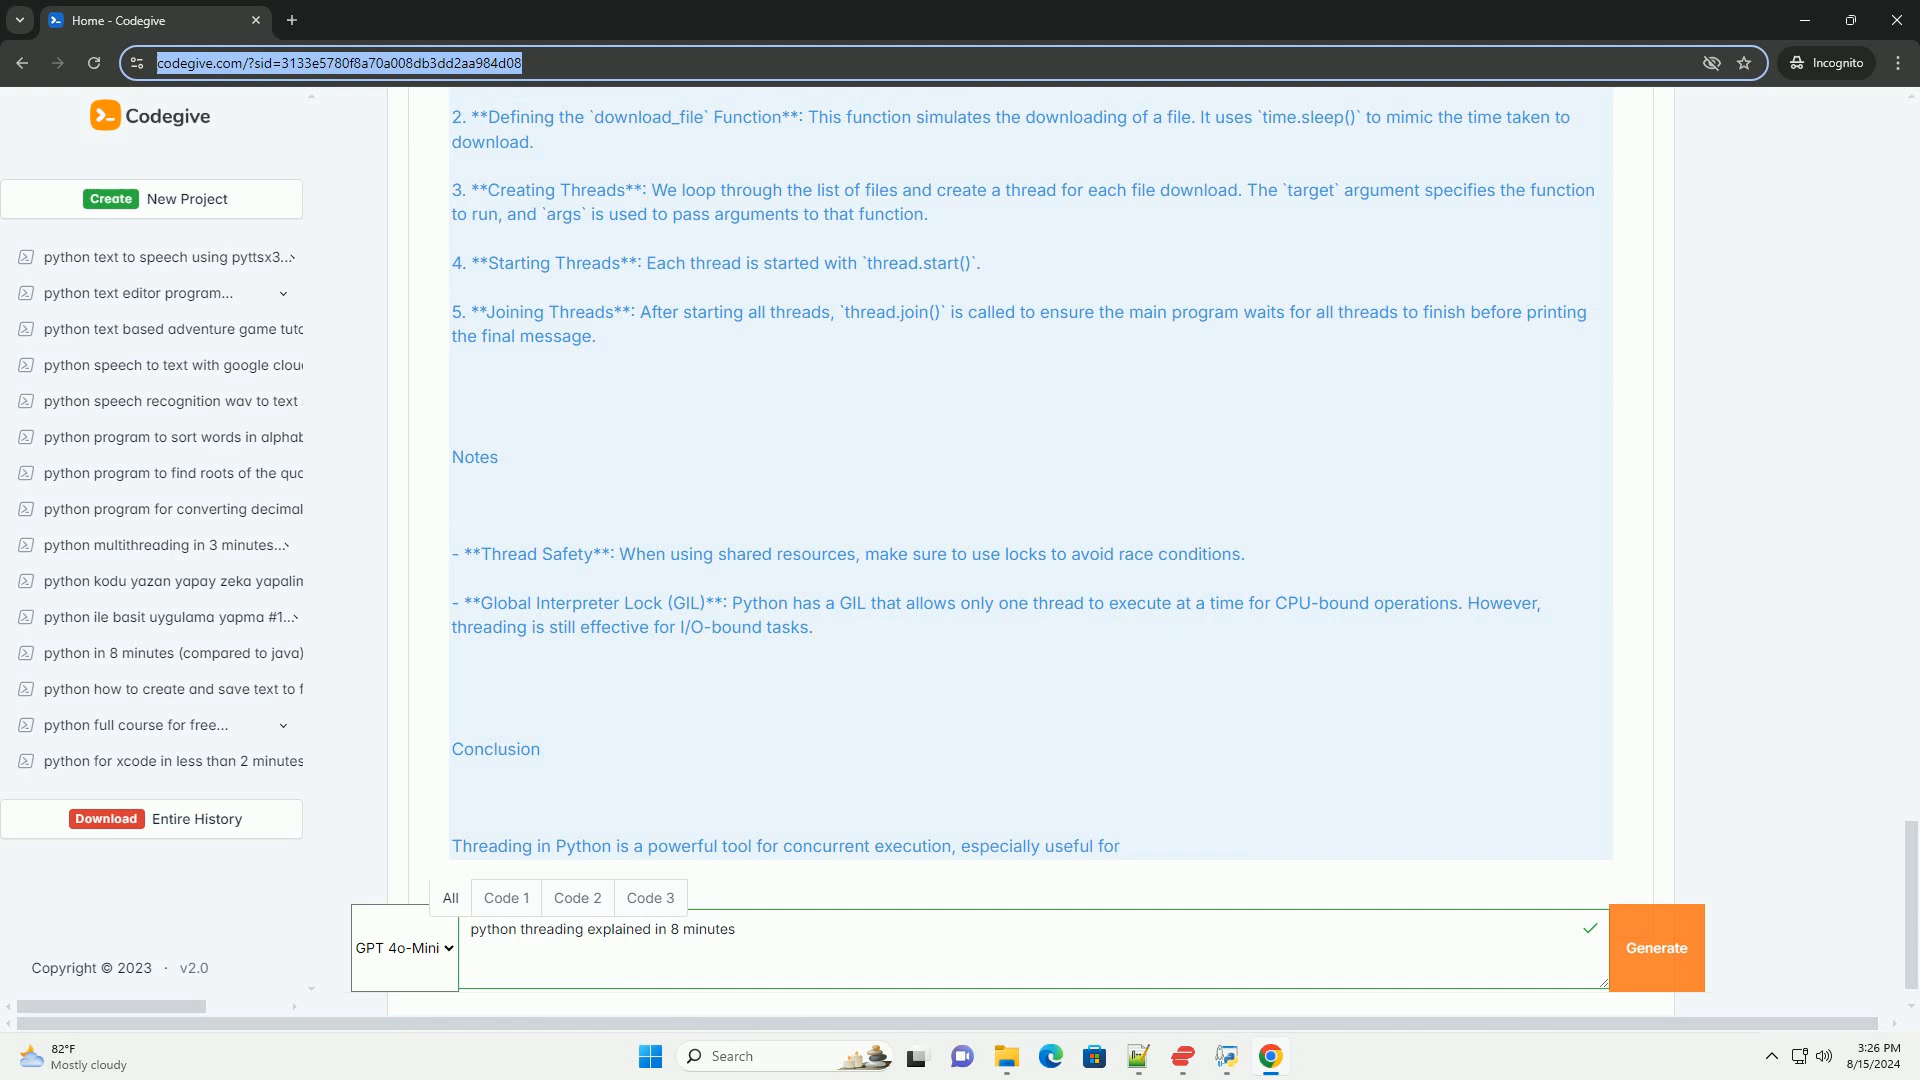 Home - Codegive
codegive.com/?sid=3133e5780f8a70a008db3dd2aa984d08
Incognito
Codegive
Create New Project
python text to speech using pyttsx3...
python text editor program...
python text based adventure game tuto
python speech to text with google clou
python speech recognition wav to text
python program to sort words in alphab
python program to find roots of the qua
python program for converting decimal
python multithreading in 3 minutes...
python kodu yazan yapay zeka yapalim
python ile basit uygulama yapma #1...
python in 8 minutes (compared to java)
python how to create and save text to f
python full course for free...
python for xcode in less than 2 minutes
Download Entire History
Copyright © 2023 · v2.0
2. **Defining the `download_file` Function**: This function simulates the downloading of a file. It uses `time.sleep()` to mimic the time taken to
download.
3. **Creating Threads**: We loop through the list of files and create a thread for each file download. The `target` argument specifies the function
to run, and `args` is used to pass arguments to that function.
4. **Starting Threads**: Each thread is started with `thread.start()`.
5. **Joining Threads**: After starting all threads, `thread.join()` is called to ensure the main program waits for all threads to finish before printing
the final message.
Notes
- **Thread Safety**: When using shared resources, make sure to use locks to avoid race conditions.
- **Global Interpreter Lock (GIL)**: Python has a GIL that allows only one thread to execute at a time for CPU-bound operations. However,
threading is still effective for I/O-bound tasks.
Conclusion
Threading in Python is a powerful tool for concurrent execution, especially useful for
All Code 1 Code 2 Code 3
GPT 4o-Mini
python threading explained in 8 minutes
Generate
82°F
Mostly cloudy
Search
3:26 PM
8/15/2024